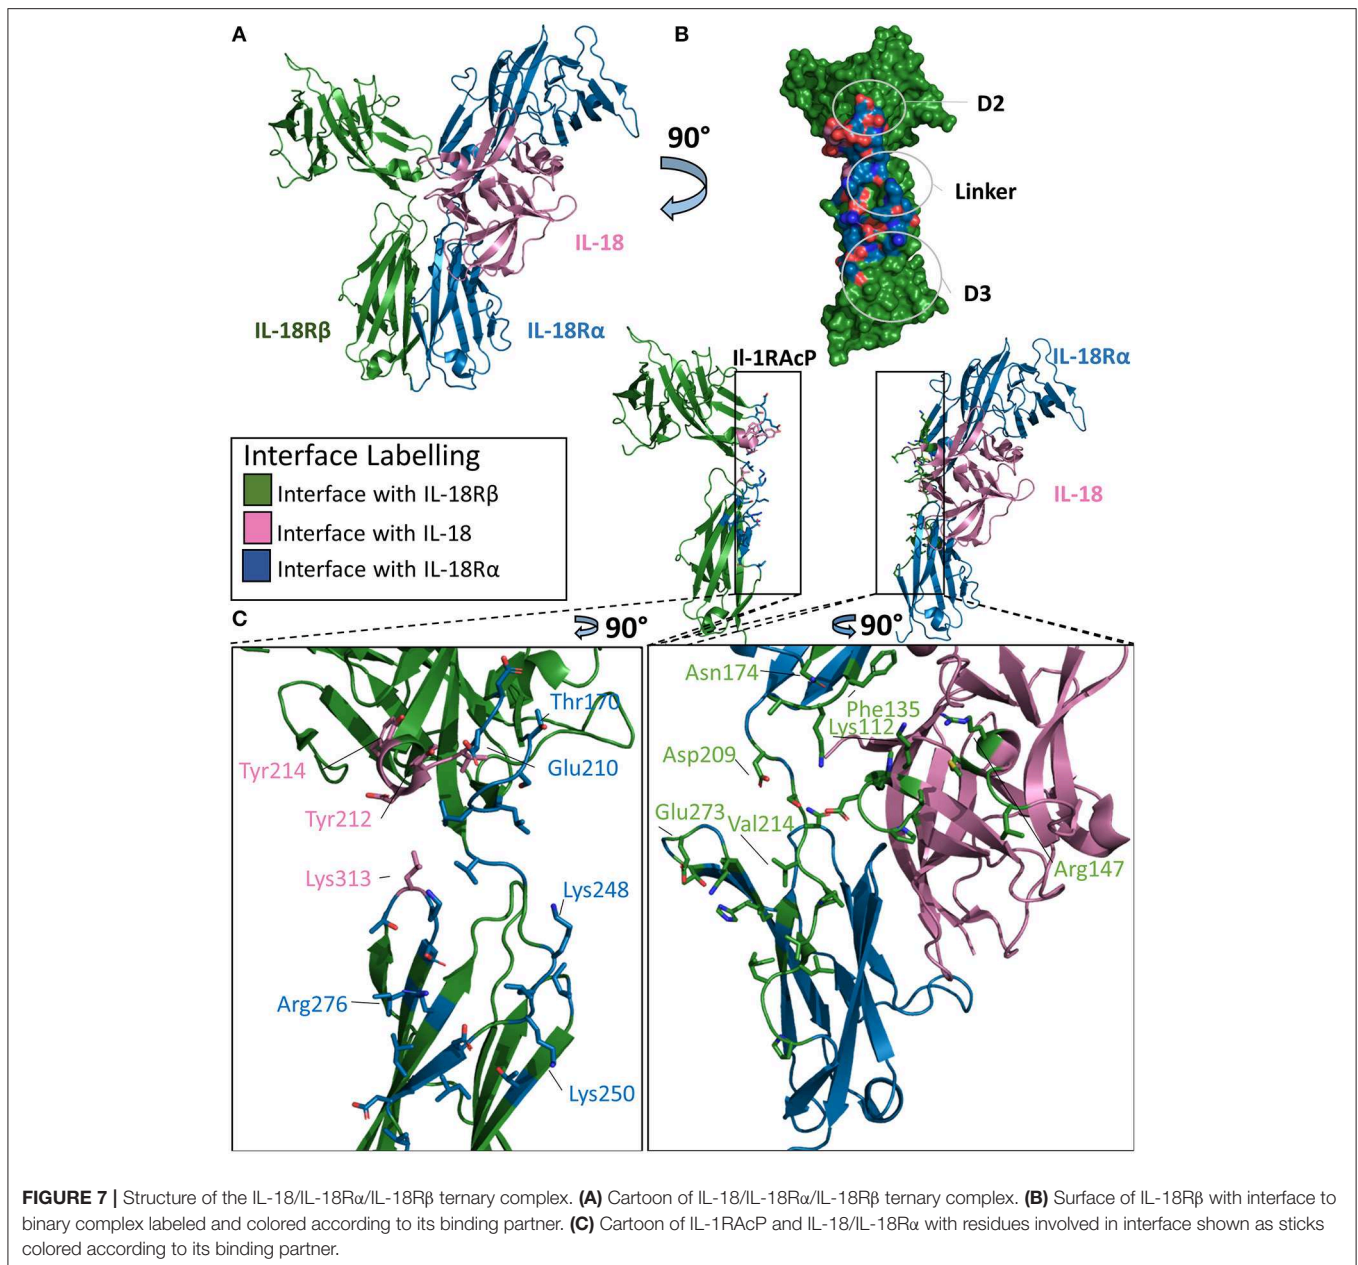 A
B
90°
D2
Linker
D3
IL-18
IL-18Rβ
IL-18Rα
Il-1RAcP
IL-18Rα
IL-18
Interface Labelling
Interface with IL-18Rβ
Interface with IL-18
Interface with IL-18Rα
C
90°
90°
Thr170
Tyr214
Glu210
Tyr212
Lys313
Lys248
Arg276
Lys250
Asn174
Phe135
Lys112
Asp209
Glu273
Val214
Arg147
FIGURE 7 | Structure of the IL-18/IL-18Rα/IL-18Rβ ternary complex. (A) Cartoon of IL-18/IL-18Rα/IL-18Rβ ternary complex. (B) Surface of IL-18Rβ with interface to
binary complex labeled and colored according to its binding partner. (C) Cartoon of IL-1RAcP and IL-18/IL-18Rα with residues involved in interface shown as sticks
colored according to its binding partner.